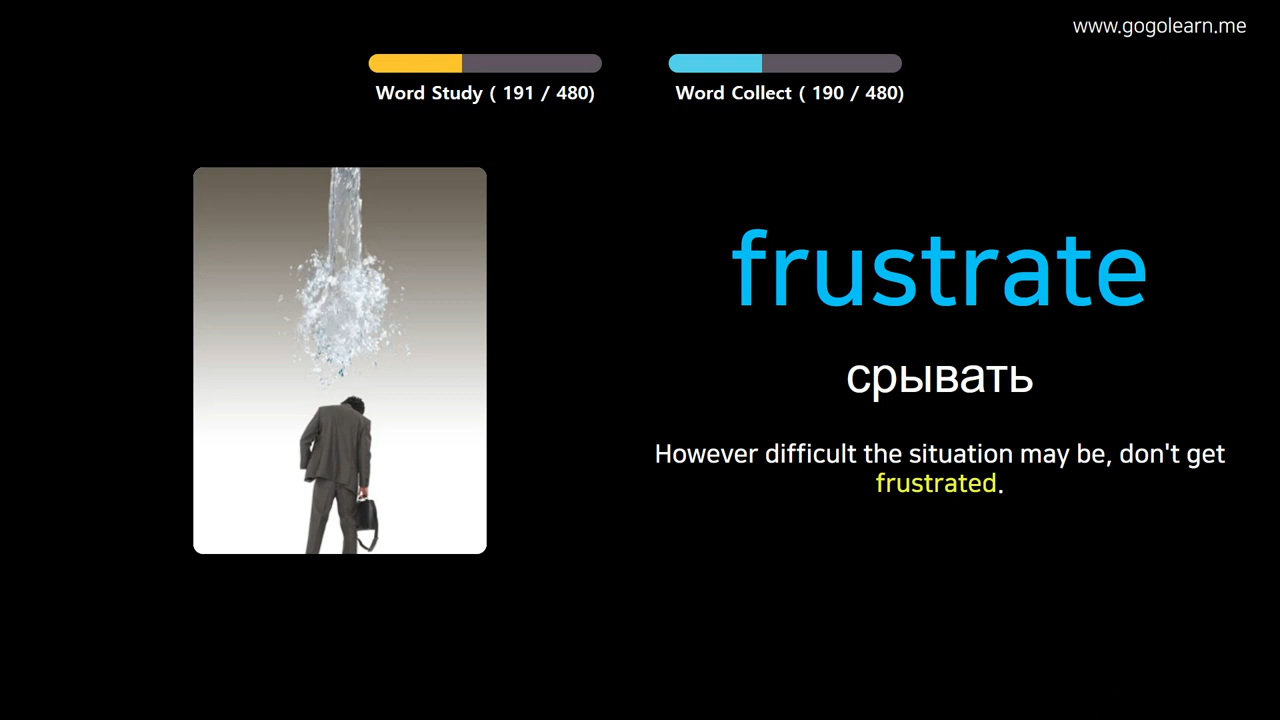 www.gogolearn.me
Word Study ( 191 / 480)
Word Collect ( 190 / 480)
frustrate
срывать
However difficult the situation may be, don't get
frustrated.